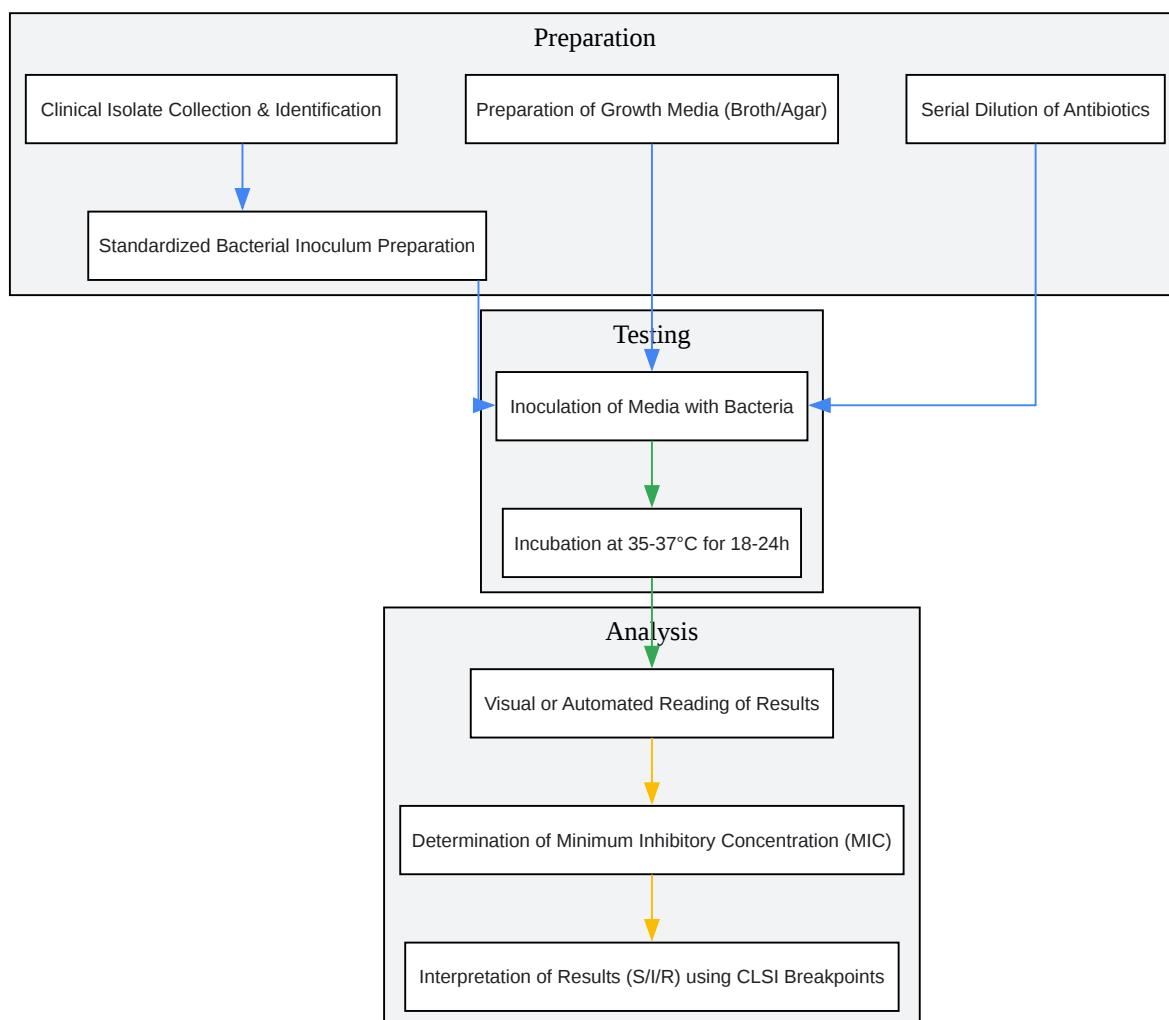 Preparation
Clinical Isolate Collection & Identification
Preparation of Growth Media (Broth/Agar)
Serial Dilution of Antibiotics
Standardized Bacterial Inoculum Preparation
Testing
Inoculation of Media with Bacteria
Incubation at 35-37°C for 18-24h
Analysis
Visual or Automated Reading of Results
Determination of Minimum Inhibitory Concentration (MIC)
Interpretation of Results (S/I/R) using CLSI Breakpoints